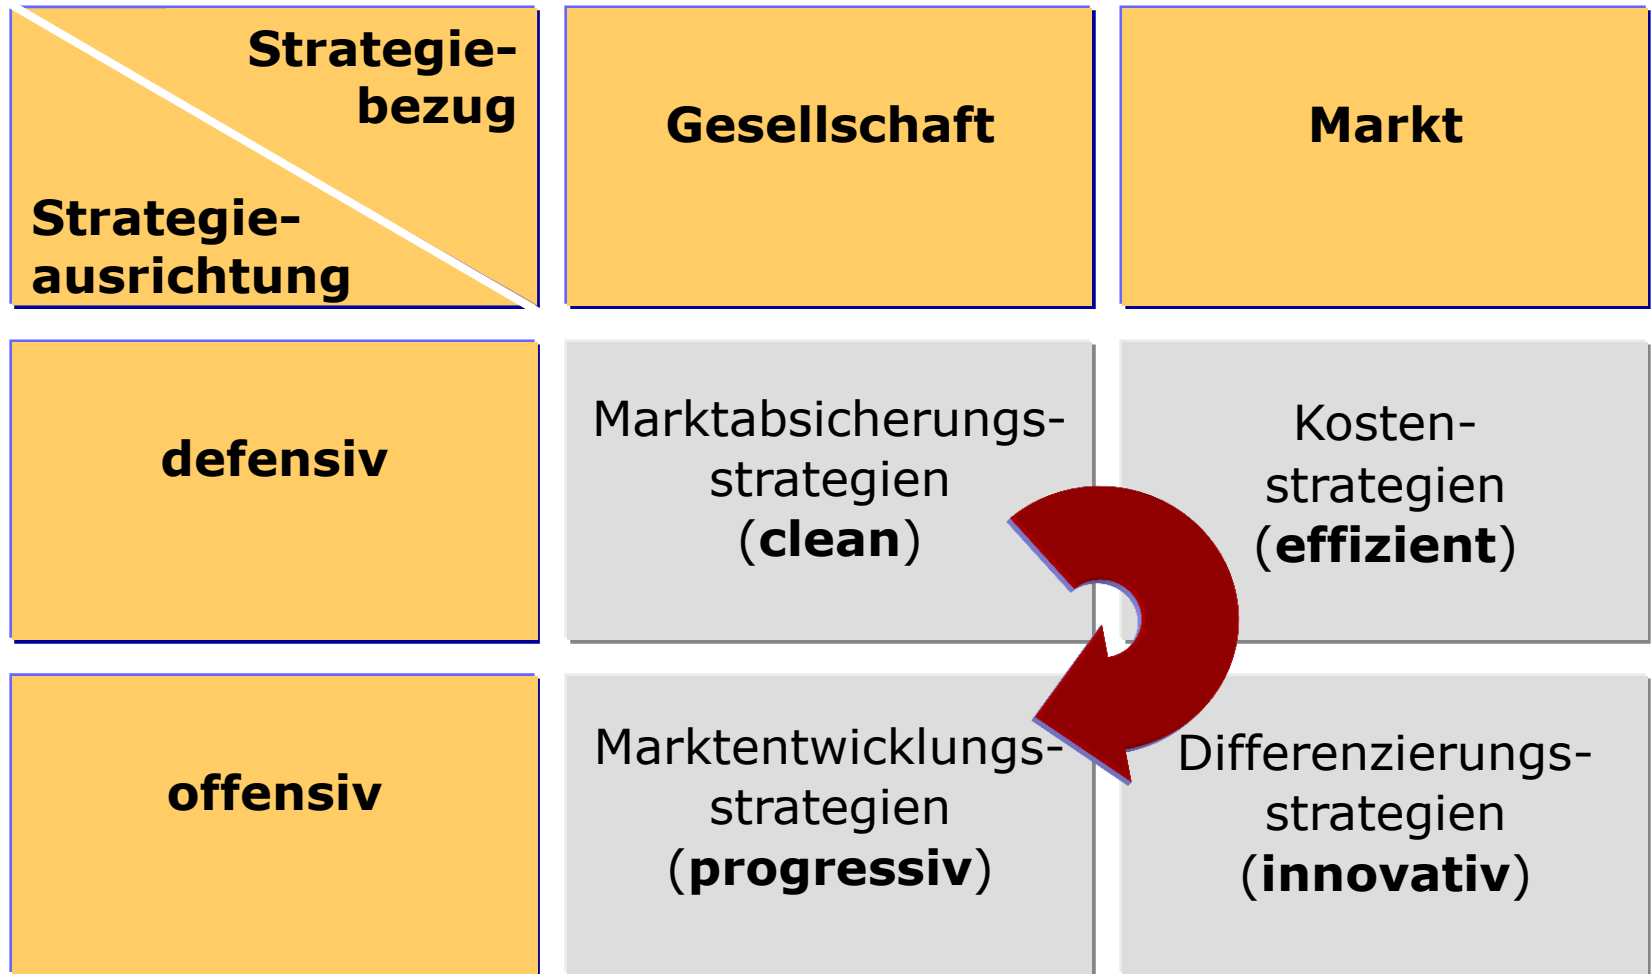 Strategie-
bezug
Strategie-
ausrichtung
Gesellschaft
Markt
defensiv
Marktabsicherungs-
strategien
(clean)
Kosten-
strategien
(effizient)
offensiv
Marktentwicklungs-
strategien
(progressiv)
Differenzierungs-
strategien
(innovativ)